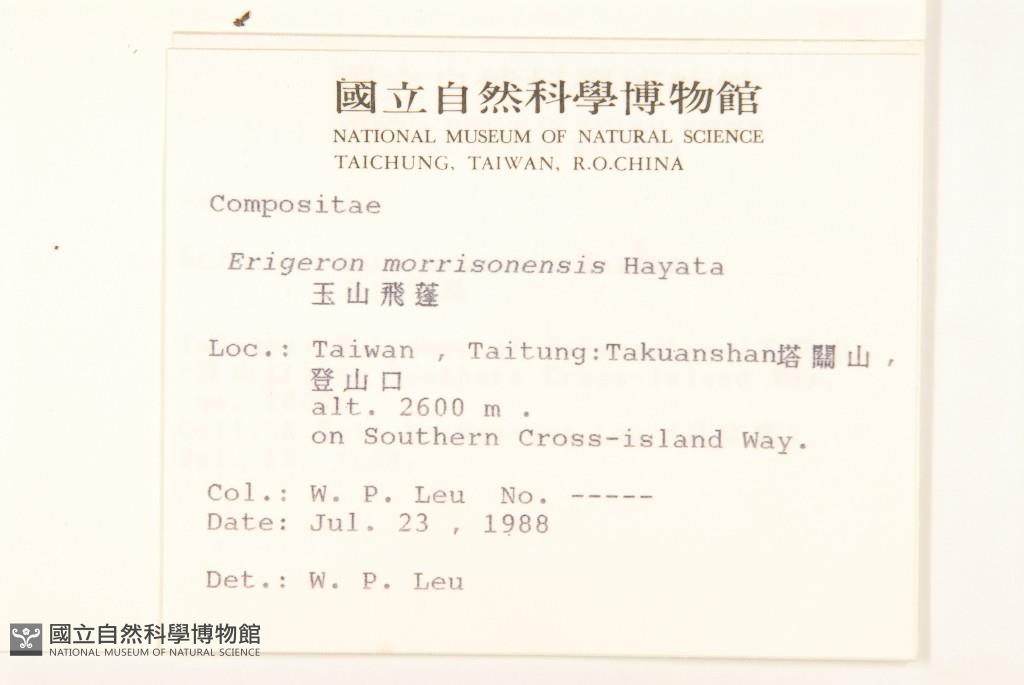 國立自然科學博物館
NATIONAL MUSEUM OF NATURAL SCIENCE
TAICHUNG, TAIWAN, R.O.CHINA
Compositae
Erigeron morrisonensis Hayata
玉山飛蓬
Loc.: Taiwan , Taitung:Takuanshan塔關山,
登山口
alt. 2600 m .
on Southern Cross-island Way.
Col.: W. P. Leu No. -----
Date: Jul. 23 , 1988
Det.: W. P. Leu
國立自然科學博物館
NATIONAL MUSEUM OF NATURAL SCIENCE